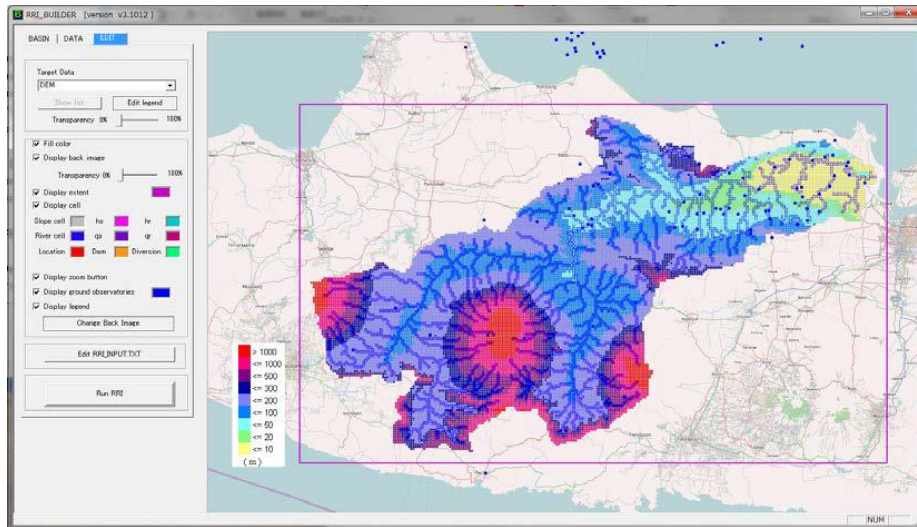 RRI_BUILDER [version v3.1012]
BASIN DATA EDIT
Target Data
DEM
Show list Edit legend
Transparency 0% 100%
Fill color
Display back image
Transparency 0% 100%
Display extent
Display cell
Slope cell hs hr
River cell qs qr
Location Dam Diversion
Display zoom button
Display ground observatories
Display legend
Change Back Image
Edit RRI_INPUT.TXT
Run RRI
> 1000
<= 1000
<= 500
<= 300
<= 200
<= 100
<= 50
<= 20
<= 10
( m )
NUM